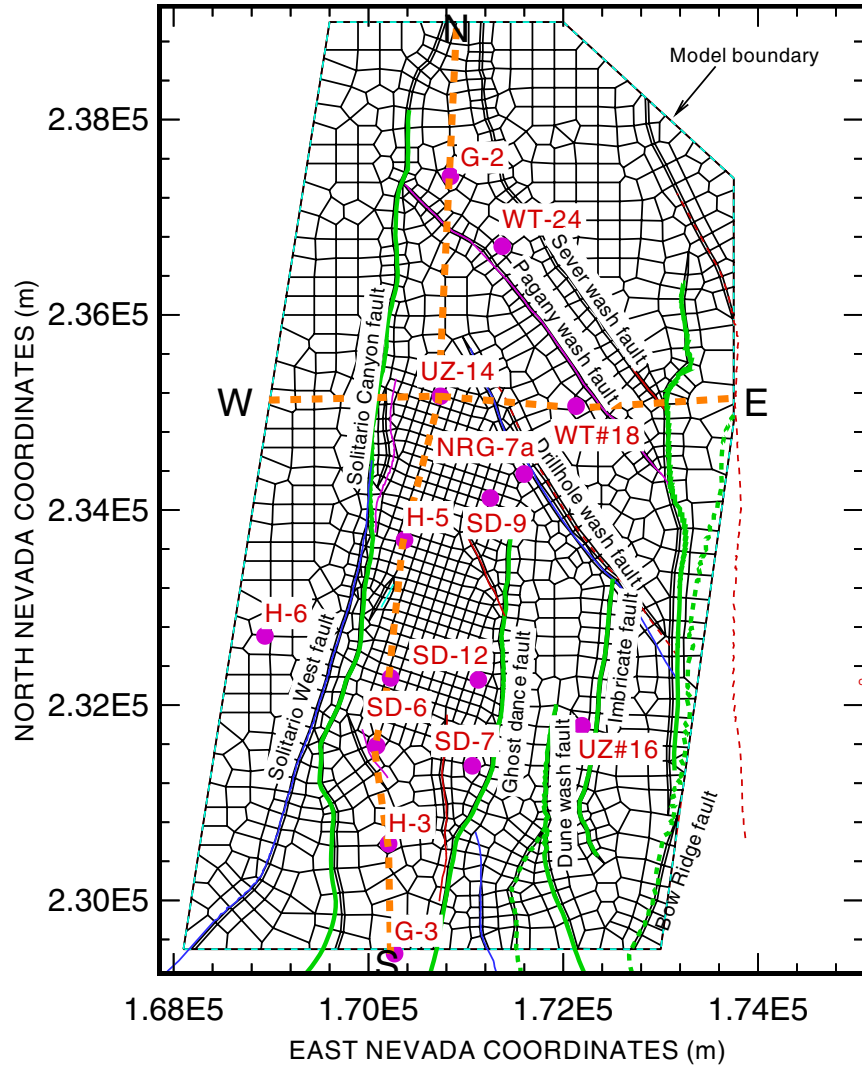 N
Model boundary
2.38E5
G-2
WT-24
Sever wash fault
Pagany wash fault
2.36E5
Solitario Canyon fault
UZ-14
W
E
WT#18
NRG-7a
Drillhole wash fault
2.34E5
H-5
SD-9
NORTH NEVADA COORDINATES (m)
H-6
Solitario West fault
SD-12
Ghost dance fault
Imbricate fault
2.32E5
SD-6
SD-7
UZ#16
Dune wash fault
H-3
Bow Ridge fault
2.30E5
G-3
S
1.68E5
1.70E5
1.72E5
1.74E5
EAST NEVADA COORDINATES (m)